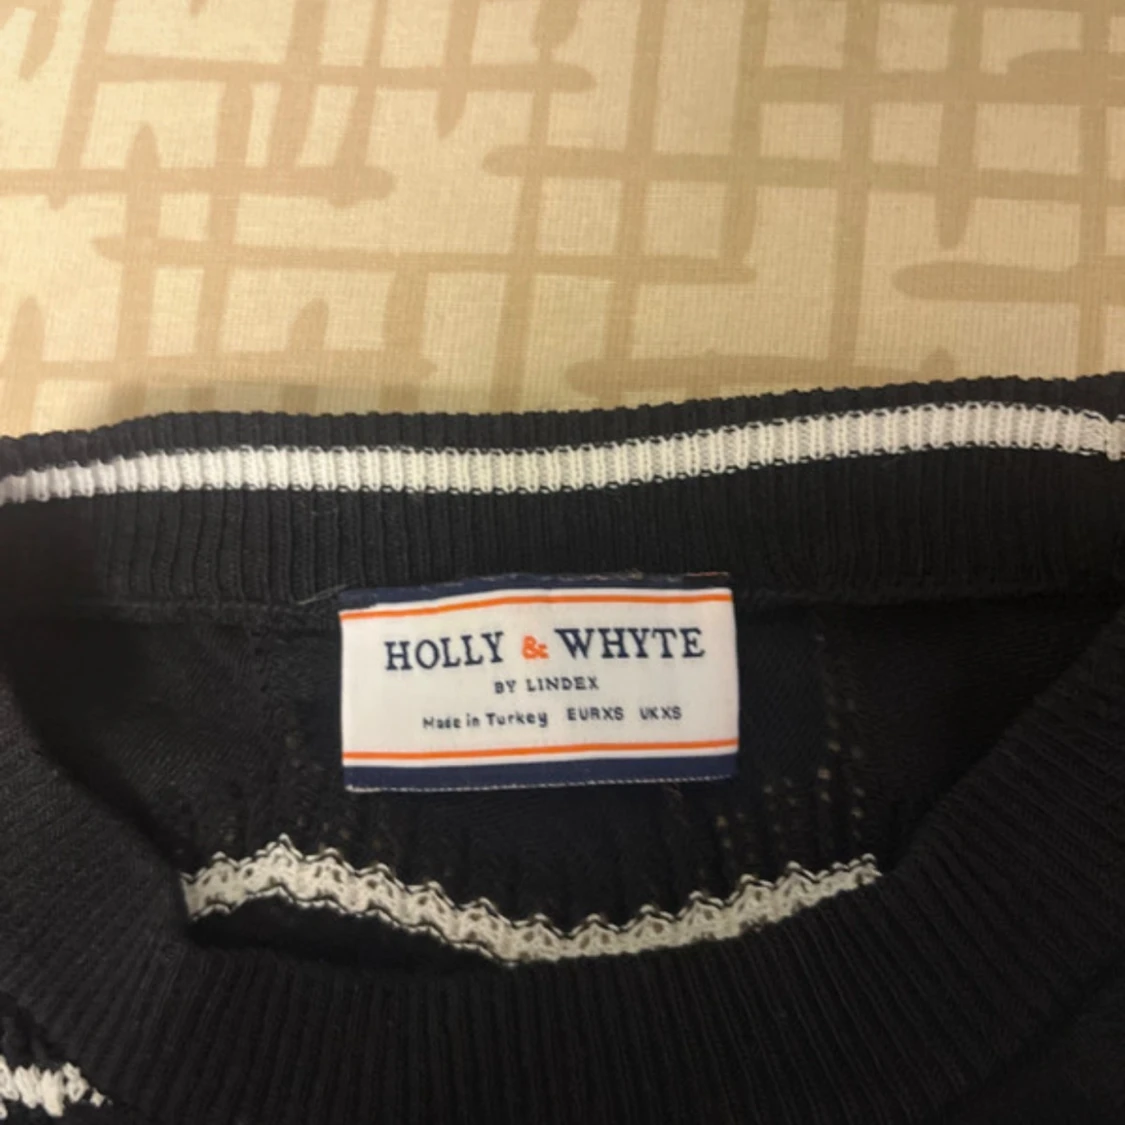 HOLLY & WHYTE
BY LINDEX
Made in Turkey EURXS UKXS